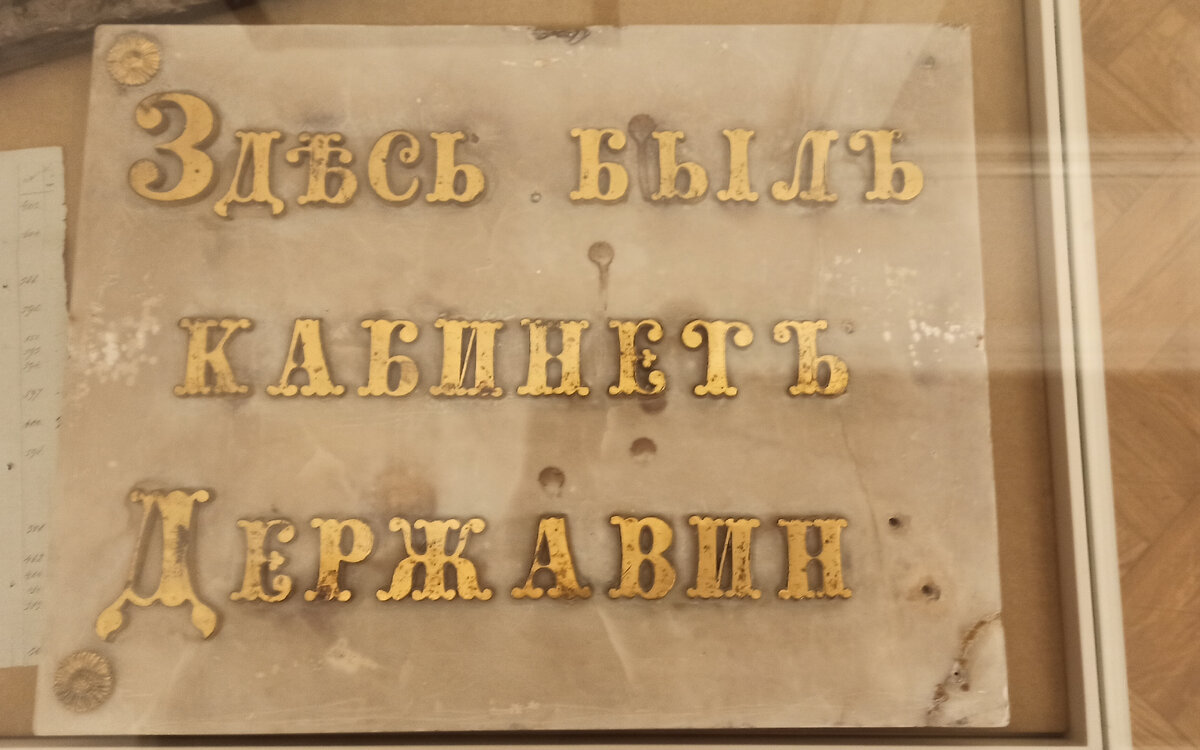 Здѣсь былъ
кабинетъ
Державин